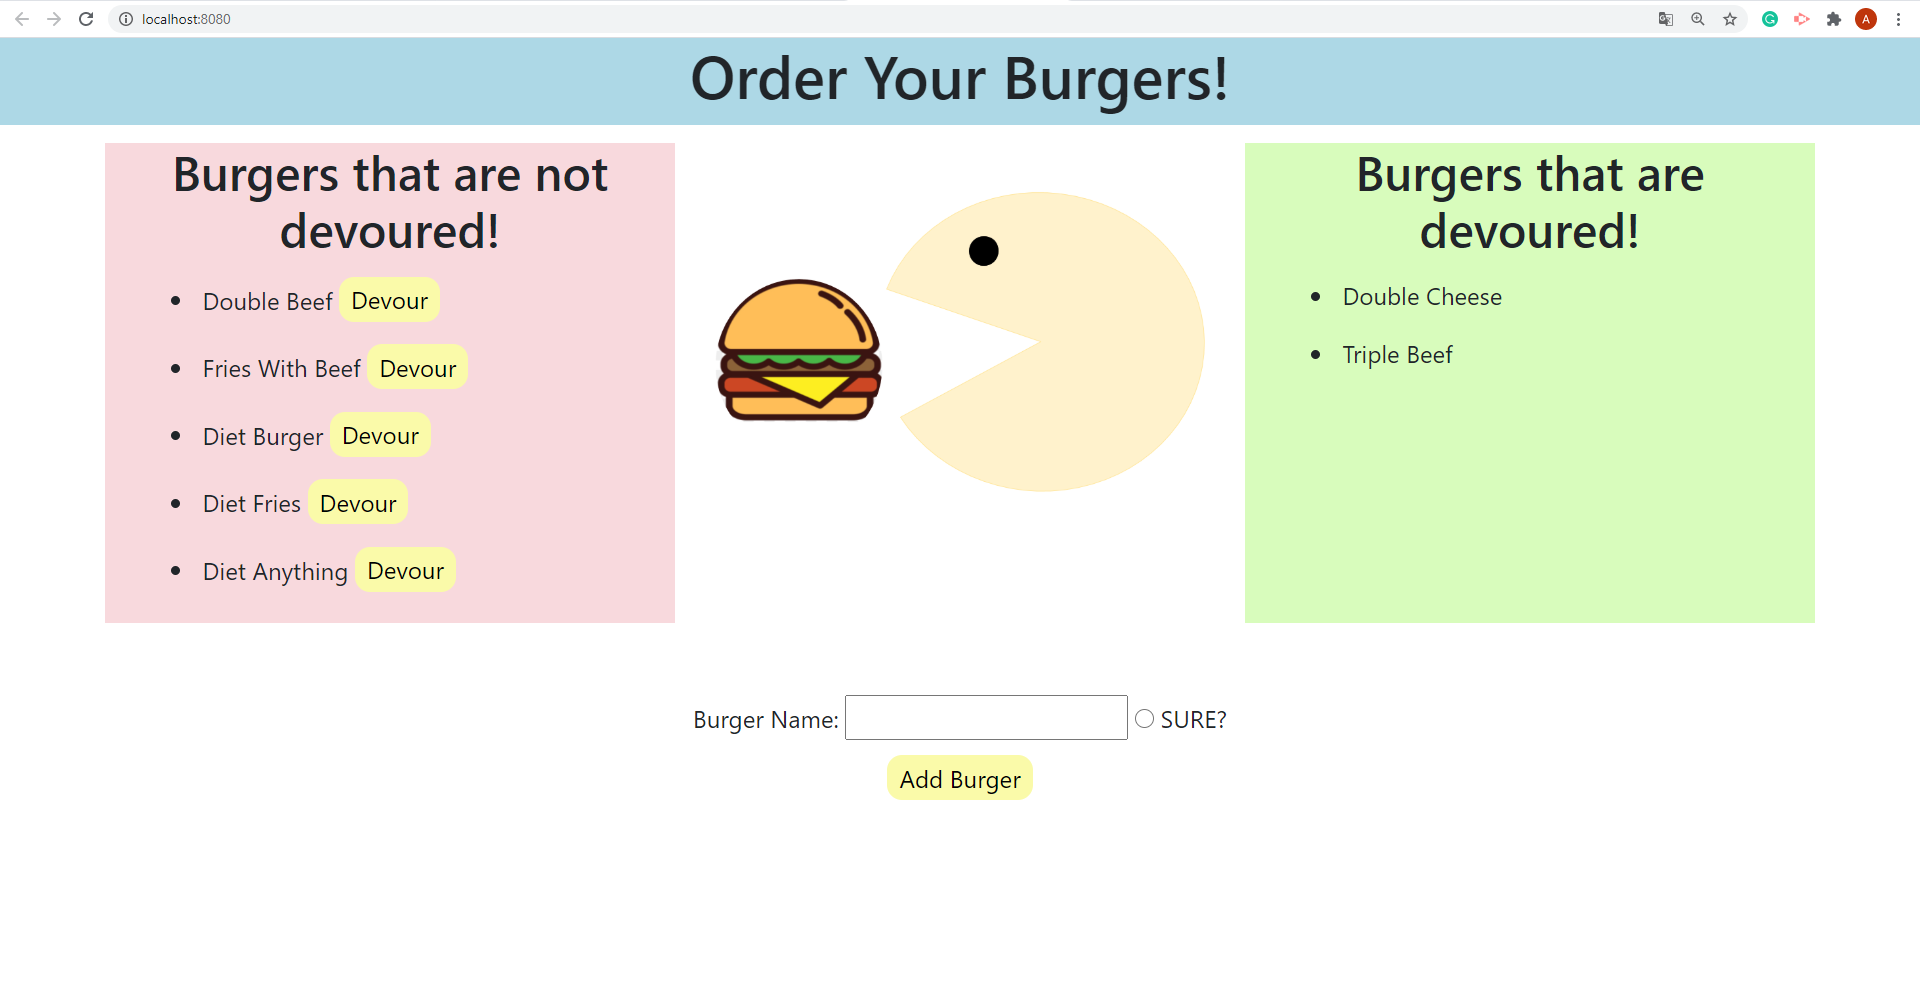 localhost:8080
A
Order Your Burgers!
Burgers that are not
devoured!
Double Beef Devour
Fries With Beef Devour
Diet Burger Devour
Diet Fries Devour
Diet Anything Devour
Burgers that are
devoured!
Double Cheese
Triple Beef
Burger Name: SURE?
Add Burger